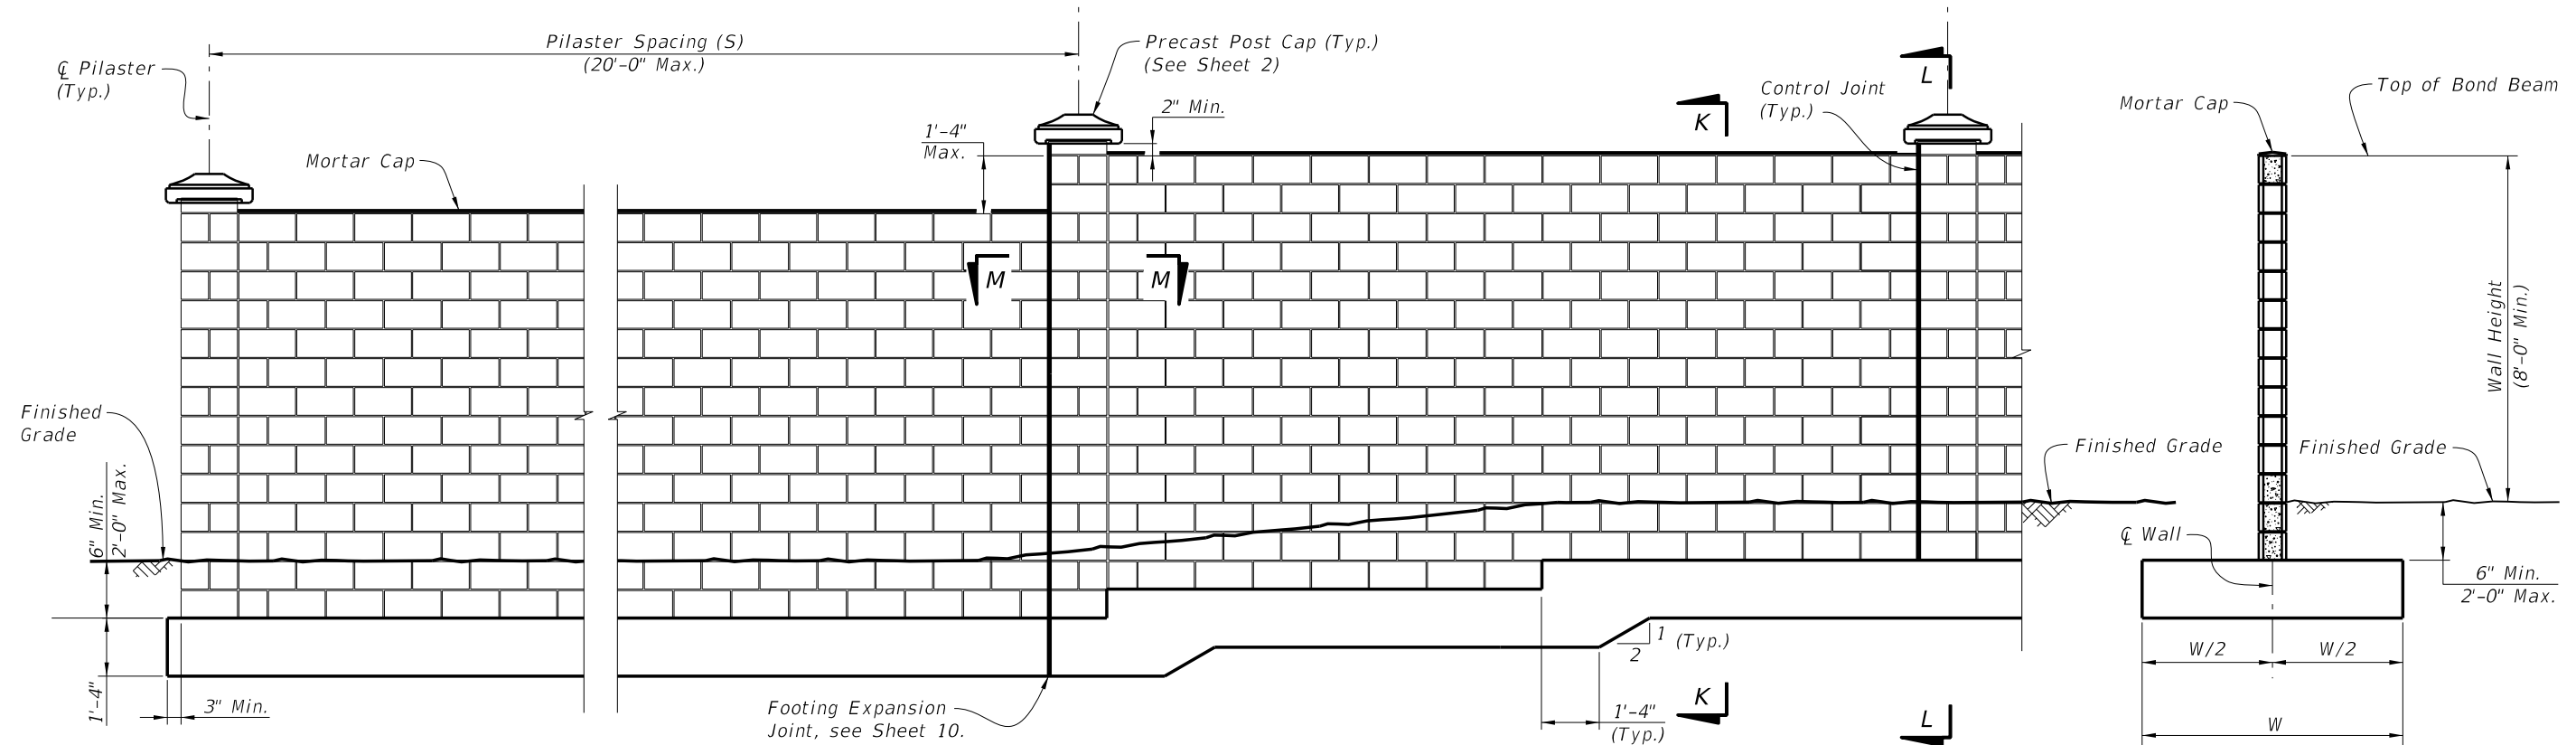 Pilaster Spacing (S)
(20'-0" Max.)
℄ Pilaster
(Typ.)
Precast Post Cap (Typ.)
(See Sheet 2)
2" Min.
1'-4"
Max.
Mortar Cap
K
L
Control Joint
(Typ.)
Mortar Cap
Top of Bond Beam
M
M
Wall Height
(8'-0" Min.)
Finished
Grade
Finished Grade
Finished Grade
6" Min.
2'-0" Max.
℄ Wall
6" Min.
2'-0" Max.
1
2
(Typ.)
W/2
W/2
1'-4"
3" Min.
Footing Expansion
Joint, see Sheet 10.
1'-4"
(Typ.)
K
L
W